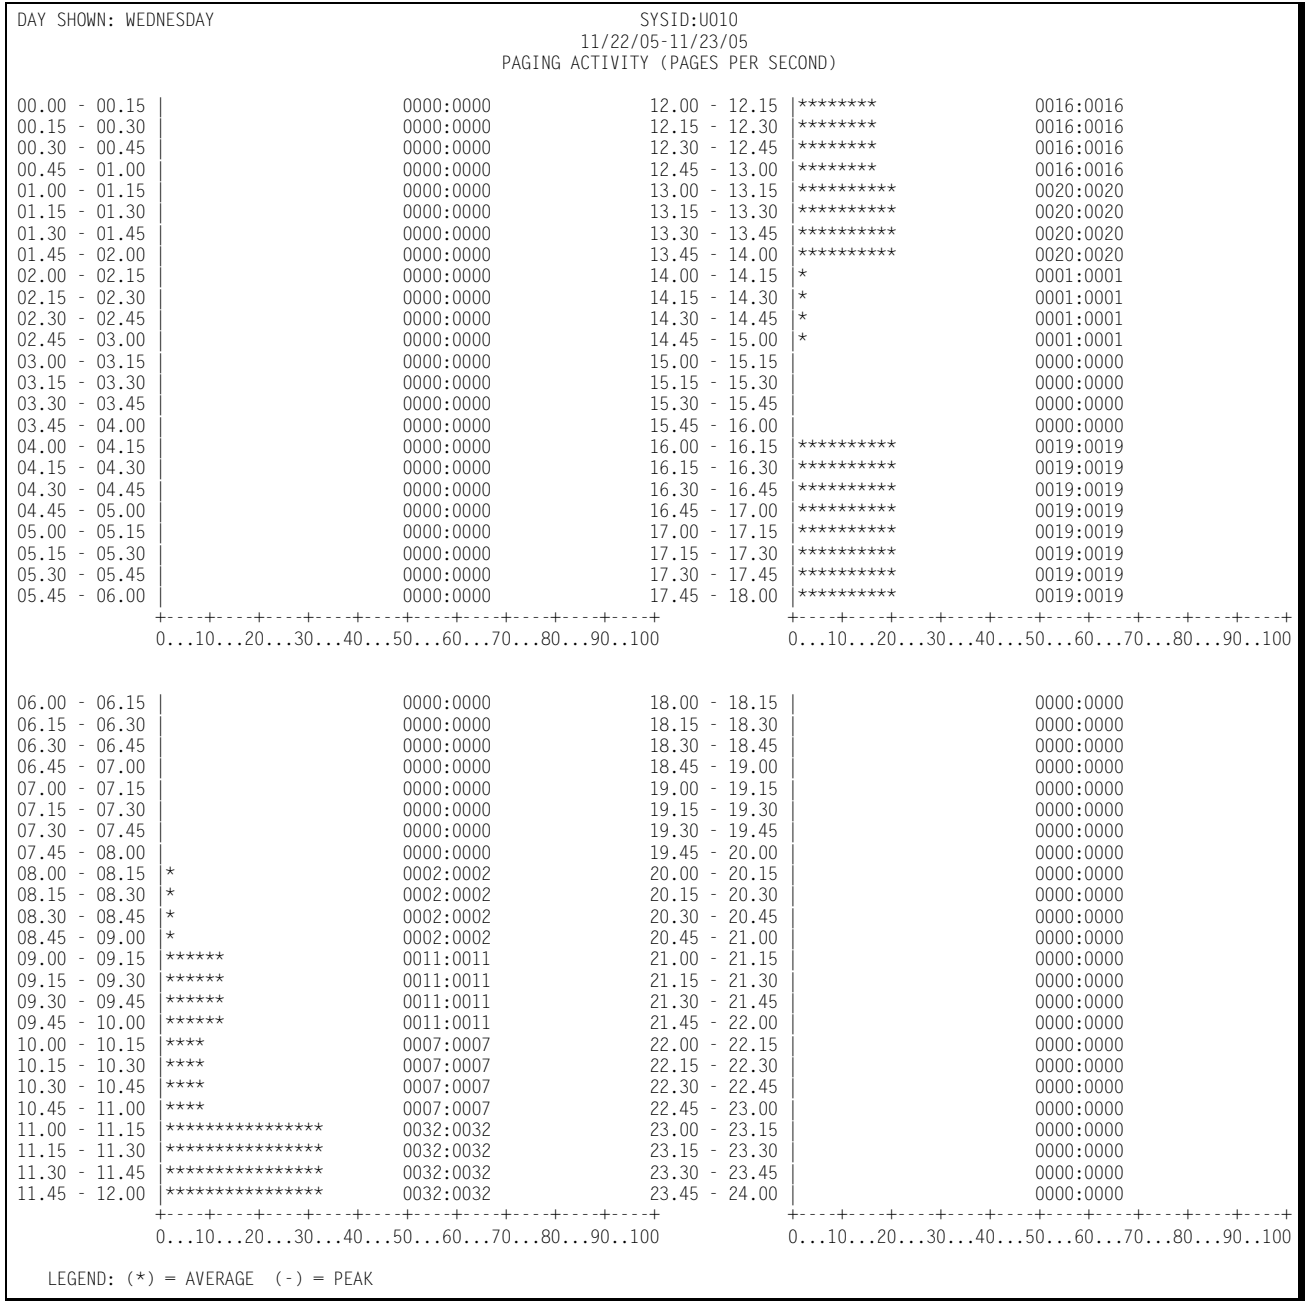 DAY SHOWN: WEDNESDAY SYSID:U010
11/22/05-11/23/05
PAGING ACTIVITY (PAGES PER SECOND)
00.00 - 00.15 | 0000:0000 12.00 - 12.15 |******** 0016:0016
00.15 - 00.30 | 0000:0000 12.15 - 12.30 |******** 0016:0016
00.30 - 00.45 | 0000:0000 12.30 - 12.45 |******** 0016:0016
00.45 - 01.00 | 0000:0000 12.45 - 13.00 |******** 0016:0016
01.00 - 01.15 | 0000:0000 13.00 - 13.15 |********** 0020:0020
01.15 - 01.30 | 0000:0000 13.15 - 13.30 |********** 0020:0020
01.30 - 01.45 | 0000:0000 13.30 - 13.45 |********** 0020:0020
01.45 - 02.00 | 0000:0000 13.45 - 14.00 |********** 0020:0020
02.00 - 02.15 | 0000:0000 14.00 - 14.15 |* 0001:0001
02.15 - 02.30 | 0000:0000 14.15 - 14.30 |* 0001:0001
02.30 - 02.45 | 0000:0000 14.30 - 14.45 |* 0001:0001
02.45 - 03.00 | 0000:0000 14.45 - 15.00 |* 0001:0001
03.00 - 03.15 | 0000:0000 15.00 - 15.15 | 0000:0000
03.15 - 03.30 | 0000:0000 15.15 - 15.30 | 0000:0000
03.30 - 03.45 | 0000:0000 15.30 - 15.45 | 0000:0000
03.45 - 04.00 | 0000:0000 15.45 - 16.00 | 0000:0000
04.00 - 04.15 | 0000:0000 16.00 - 16.15 |********** 0019:0019
04.15 - 04.30 | 0000:0000 16.15 - 16.30 |********** 0019:0019
04.30 - 04.45 | 0000:0000 16.30 - 16.45 |********** 0019:0019
04.45 - 05.00 | 0000:0000 16.45 - 17.00 |********** 0019:0019
05.00 - 05.15 | 0000:0000 17.00 - 17.15 |********** 0019:0019
05.15 - 05.30 | 0000:0000 17.15 - 17.30 |********** 0019:0019
05.30 - 05.45 | 0000:0000 17.30 - 17.45 |********** 0019:0019
05.45 - 06.00 | 0000:0000 17.45 - 18.00 |********** 0019:0019
+----+----+----+----+----+----+----+----+----+----+ +----+----+----+----+----+----+----+----+----+----+
0...10...20...30...40...50...60...70...80...90..100 0...10...20...30...40...50...60...70...80...90..100
06.00 - 06.15 | 0000:0000 18.00 - 18.15 | 0000:0000
06.15 - 06.30 | 0000:0000 18.15 - 18.30 | 0000:0000
06.30 - 06.45 | 0000:0000 18.30 - 18.45 | 0000:0000
06.45 - 07.00 | 0000:0000 18.45 - 19.00 | 0000:0000
07.00 - 07.15 | 0000:0000 19.00 - 19.15 | 0000:0000
07.15 - 07.30 | 0000:0000 19.15 - 19.30 | 0000:0000
07.30 - 07.45 | 0000:0000 19.30 - 19.45 | 0000:0000
07.45 - 08.00 | 0000:0000 19.45 - 20.00 | 0000:0000
08.00 - 08.15 |* 0002:0002 20.00 - 20.15 | 0000:0000
08.15 - 08.30 |* 0002:0002 20.15 - 20.30 | 0000:0000
08.30 - 08.45 |* 0002:0002 20.30 - 20.45 | 0000:0000
08.45 - 09.00 |* 0002:0002 20.45 - 21.00 | 0000:0000
09.00 - 09.15 |****** 0011:0011 21.00 - 21.15 | 0000:0000
09.15 - 09.30 |****** 0011:0011 21.15 - 21.30 | 0000:0000
09.30 - 09.45 |****** 0011:0011 21.30 - 21.45 | 0000:0000
09.45 - 10.00 |****** 0011:0011 21.45 - 22.00 | 0000:0000
10.00 - 10.15 |**** 0007:0007 22.00 - 22.15 | 0000:0000
10.15 - 10.30 |**** 0007:0007 22.15 - 22.30 | 0000:0000
10.30 - 10.45 |**** 0007:0007 22.30 - 22.45 | 0000:0000
10.45 - 11.00 |**** 0007:0007 22.45 - 23.00 | 0000:0000
11.00 - 11.15 |**************** 0032:0032 23.00 - 23.15 | 0000:0000
11.15 - 11.30 |**************** 0032:0032 23.15 - 23.30 | 0000:0000
11.30 - 11.45 |**************** 0032:0032 23.30 - 23.45 | 0000:0000
11.45 - 12.00 |**************** 0032:0032 23.45 - 24.00 | 0000:0000
+----+----+----+----+----+----+----+----+----+----+ +----+----+----+----+----+----+----+----+----+----+
0...10...20...30...40...50...60...70...80...90..100 0...10...20...30...40...50...60...70...80...90..100
LEGEND: (*) = AVERAGE (-) = PEAK